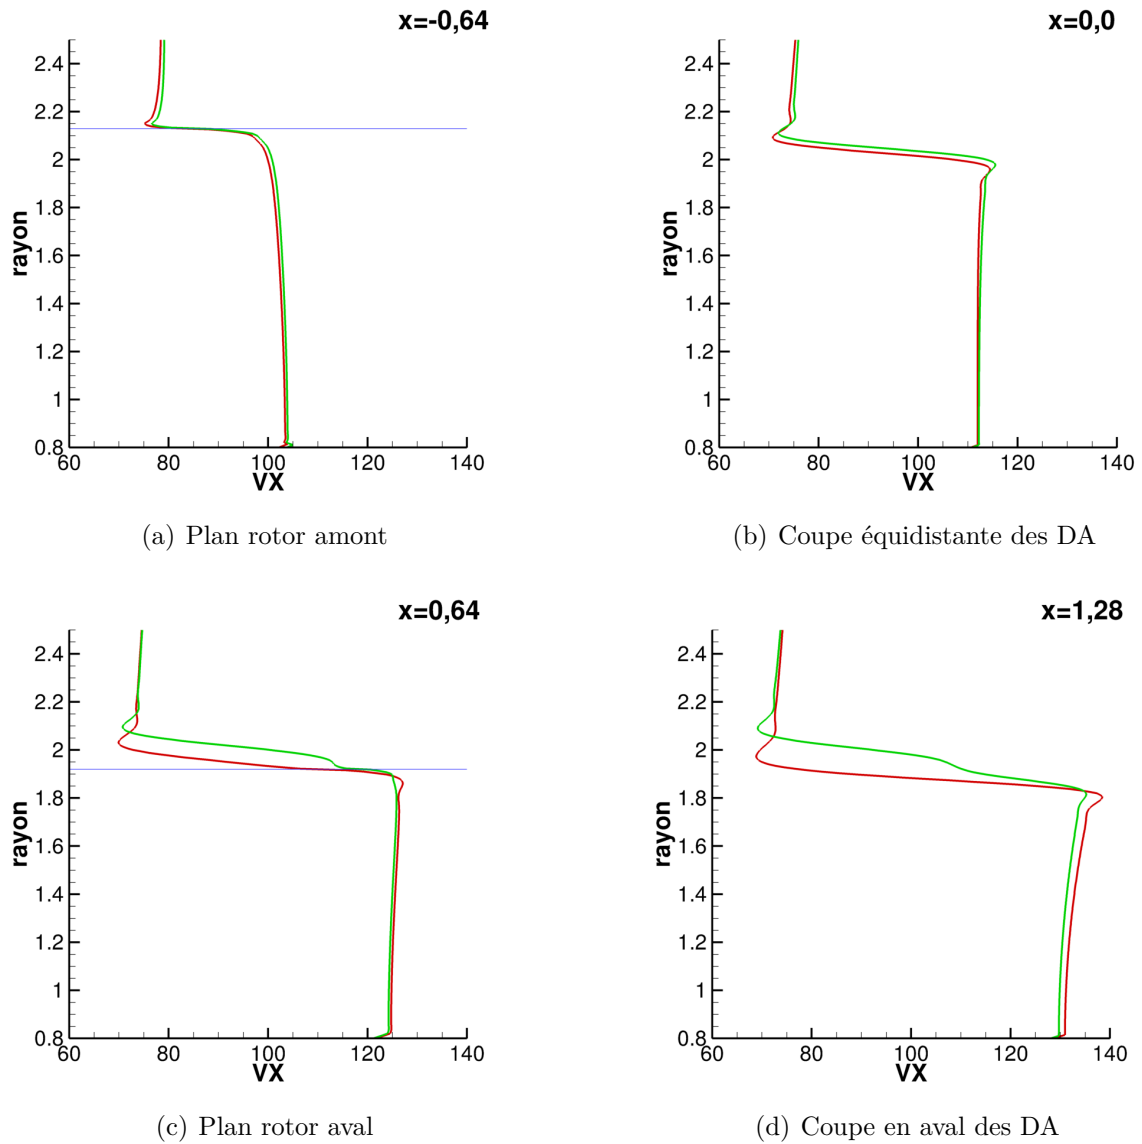 x=-0,64
2.4
2.2
2
1.8
1.6
1.4
1.2
1
0.8
rayon
60 80 100 120 140
VX
(a) Plan rotor amont
x=0,0
2.4
2.2
2
1.8
1.6
1.4
1.2
1
0.8
rayon
60 80 100 120 140
VX
(b) Coupe équidistante des DA
x=0,64
2.4
2.2
2
1.8
1.6
1.4
1.2
1
0.8
rayon
60 80 100 120 140
VX
(c) Plan rotor aval
x=1,28
2.4
2.2
2
1.8
1.6
1.4
1.2
1
0.8
rayon
60 80 100 120 140
VX
(d) Coupe en aval des DA